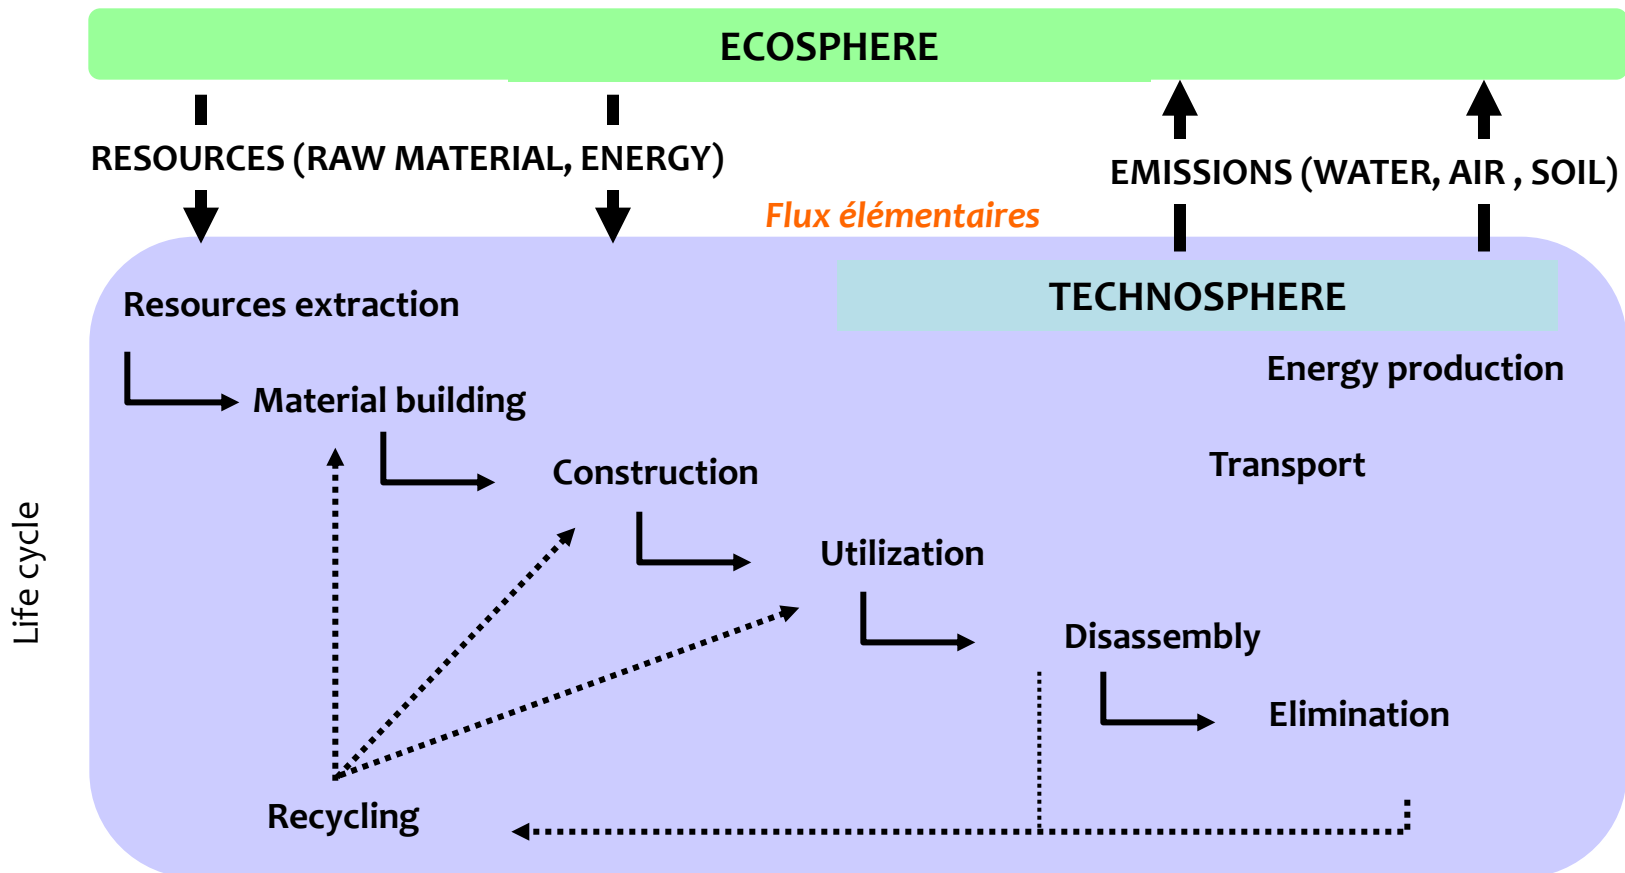 ECOSPHERE
RESOURCES (RAW MATERIAL, ENERGY)
EMISSIONS (WATER, AIR , SOIL)
Flux élémentaires
TECHNOSPHERE
Resources extraction
Energy production
Material building
Transport
Construction
Life cycle
Utilization
Disassembly
Elimination
Recycling